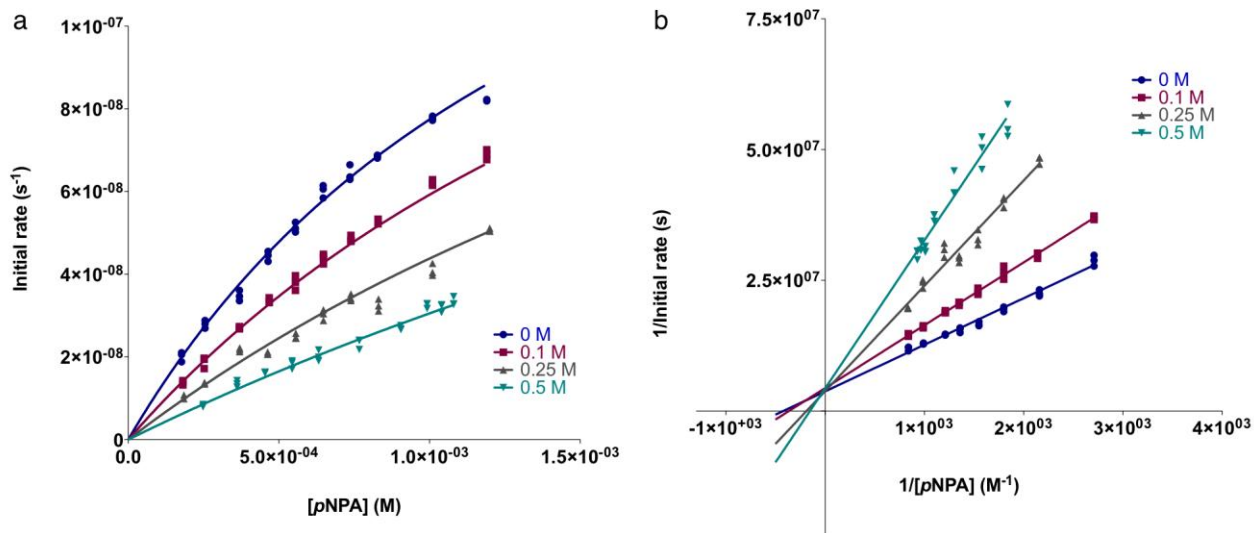 a
1×10⁻⁰⁷
8×10⁻⁰⁸
6×10⁻⁰⁸
4×10⁻⁰⁸
2×10⁻⁰⁸
0
0.0
5.0×10⁻⁰⁴
1.0×10⁻⁰³
1.5×10⁻⁰³
Initial rate (s⁻¹)
[pNPA] (M)
0 M
0.1 M
0.25 M
0.5 M
b
7.5×10⁰⁷
5.0×10⁰⁷
2.5×10⁰⁷
-1×10⁺⁰³
1×10⁰³
2×10⁰³
3×10⁰³
4×10⁰³
1/Initial rate (s)
1/[pNPA] (M⁻¹)
0 M
0.1 M
0.25 M
0.5 M